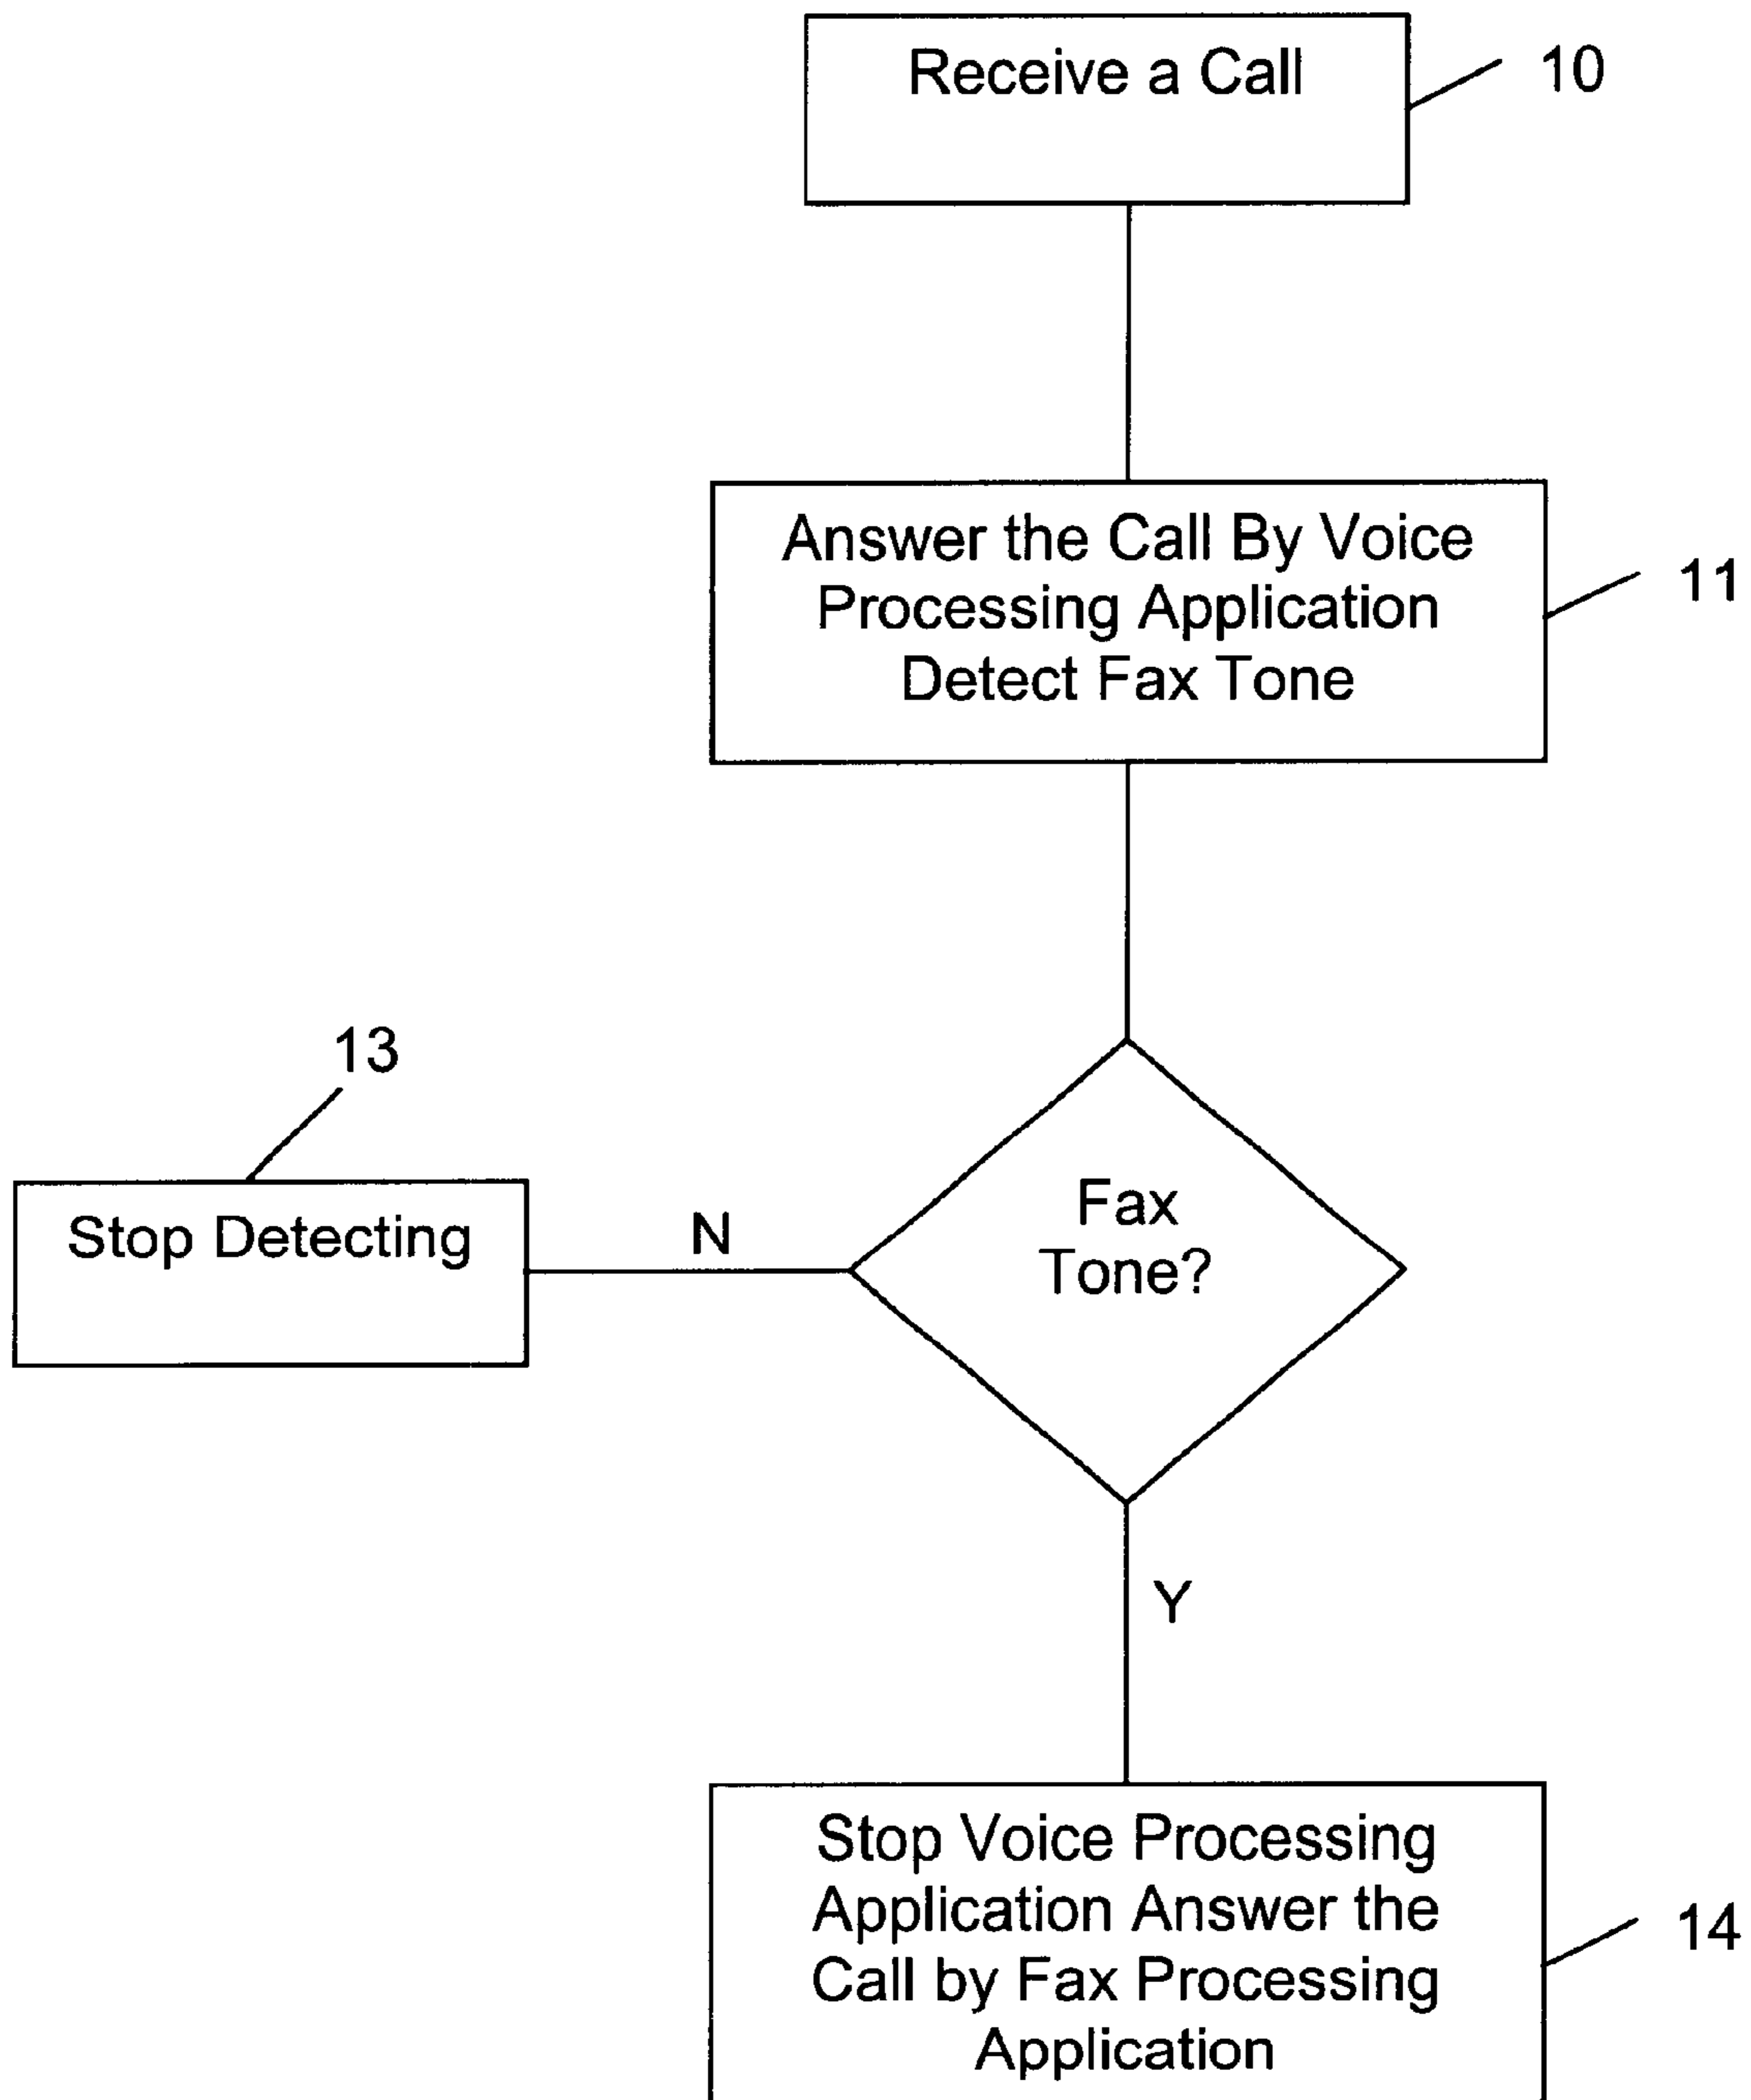 Receive a Call
10
Answer the Call By Voice
Processing Application
Detect Fax Tone
11
13
Stop Detecting
N
Fax
Tone?
Y
Stop Voice Processing
Application Answer the
Call by Fax Processing
Application
14